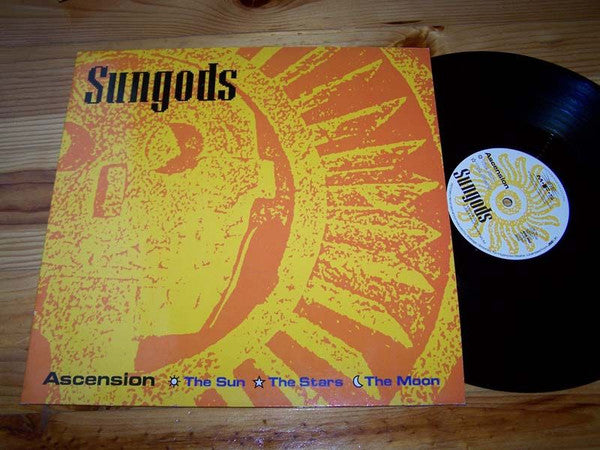 Sungods
Ascension The Sun The Stars The Moon
Ascension
Sungods